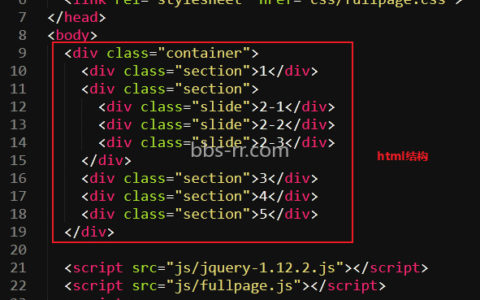 6 <link rel="stylesheet" href="css/fullpage.css">
7 </head>
8 <body>
9 <div class="container">
10 <div class="section">1</div>
11 <div class="section">
12 <div class="slide">2-1</div>
13 <div class="slide">2-2</div>
14 <div class="slide">2-3</div>
bbs-fr.com
15 </div>
html结构
16 <div class="section">3</div>
17 <div class="section">4</div>
18 <div class="section">5</div>
19 </div>
20
21 <script src="js/jquery-1.12.2.js"></script>
22 <script src="js/fullpage.js"></script>